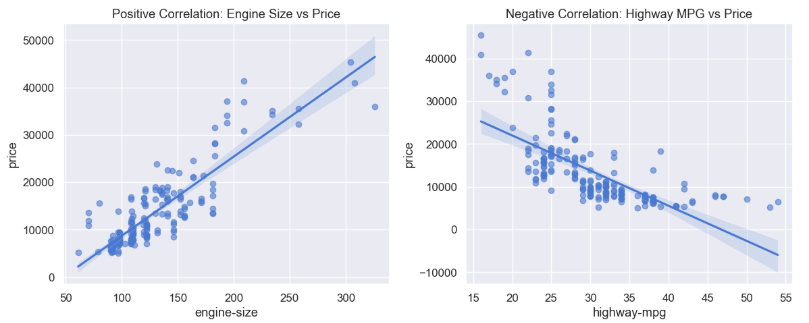 Positive Correlation: Engine Size vs Price
50000
40000
30000
20000
10000
0
price
50 100 150 200 250 300
engine-size
Negative Correlation: Highway MPG vs Price
40000
30000
20000
10000
0
−10000
price
15 20 25 30 35 40 45 50 55
highway-mpg